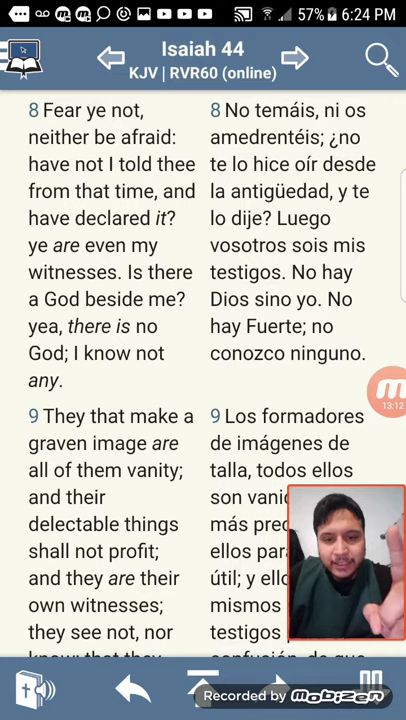 57% 6:24 PM
Isaiah 44
KJV | RVR60 (online)
8 Fear ye not,
neither be afraid:
have not I told thee
from that time, and
have declared it?
ye are even my
witnesses. Is there
a God beside me?
yea, there is no
God; I know not
any.
9 They that make a
graven image are
all of them vanity;
and their
delectable things
shall not profit;
and they are their
own witnesses;
they see not, nor
know; that they
8 No temáis, ni os
amedrentéis; ¿no
te lo hice oír desde
la antigüedad, y te
lo dije? Luego
vosotros sois mis
testigos. No hay
Dios sino yo. No
hay Fuerte; no
conozco ninguno.
9 Los formadores
de imágenes de
talla, todos ellos
son
más
ellos
útil; y
mismos
testigos
confusión, de que
13:12
Recorded by mobizen